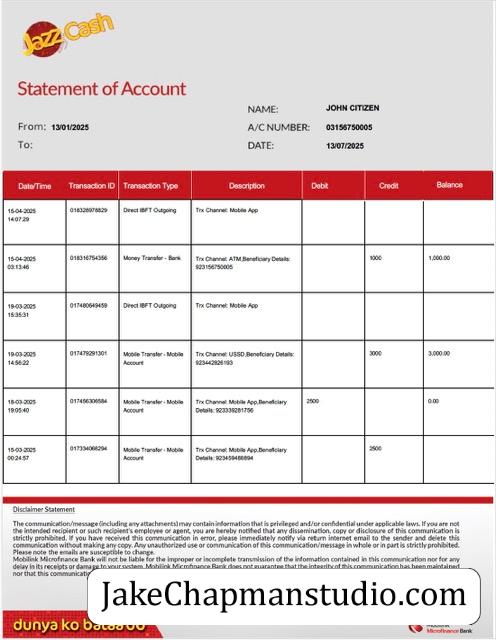 Jazz Cash
Statement of Account
NAME: JOHN CITIZEN
From: 13/01/2025 A/C NUMBER: 03156750005
To: DATE: 13/07/2025
Date/Time Transaction ID Transaction Type Description Debit Credit Balance
15-04-2025 018328978829 Direct IBFT Outgoing Trx Channel: Mobile App
14:07:29
15-04-2025 018316754356 Money Transfer - Bank Trx Channel: ATM,Beneficiary Details: 1000 1,000.00
03:13:46 923156750005
19-03-2025 017480649459 Direct IBFT Outgoing Trx Channel: Mobile App
15:35:31
19-03-2025 017479291301 Mobile Transfer - Mobile Trx Channel: USSD,Beneficiary Details: 3000 3,000.00
14:56:22 Account 923442926193
18-03-2025 017456306584 Mobile Transfer - Mobile Trx Channel: Mobile App,Beneficiary 2500 0.00
19:05:40 Account Details: 923339281756
15-03-2025 017334068294 Mobile Transfer - Mobile Trx Channel: Mobile App,Beneficiary 2500
00:24:57 Account Details: 923459486894
Disclaimer Statement
The communication/message (including any attachments) may contain information that is privileged and/or confidential under applicable laws. If you are not
the intended recipient or such recipient's employee or agent, you are hereby notified that any dissemination, copy or disclosure of this communication is
strictly prohibited. If you have received this communication in error, please immediately notify via return internet email to the sender and delete this
communication without making any copy. Any unauthorized use or communication of this communication/message in whole or in part is strictly prohibited.
Please note the emails are susceptible to change.
Mobilink Microfinance Bank will not be liable for the improper or incomplete transmission of the information contained in this communication nor for any
delay in its receipts or damage to your system. Mobilink Microfinance Bank does not guarantee that the integrity of this communication has been maintained
nor that this communication
JakeChapmanstudio.com
dunya ko
Microfinance Bank